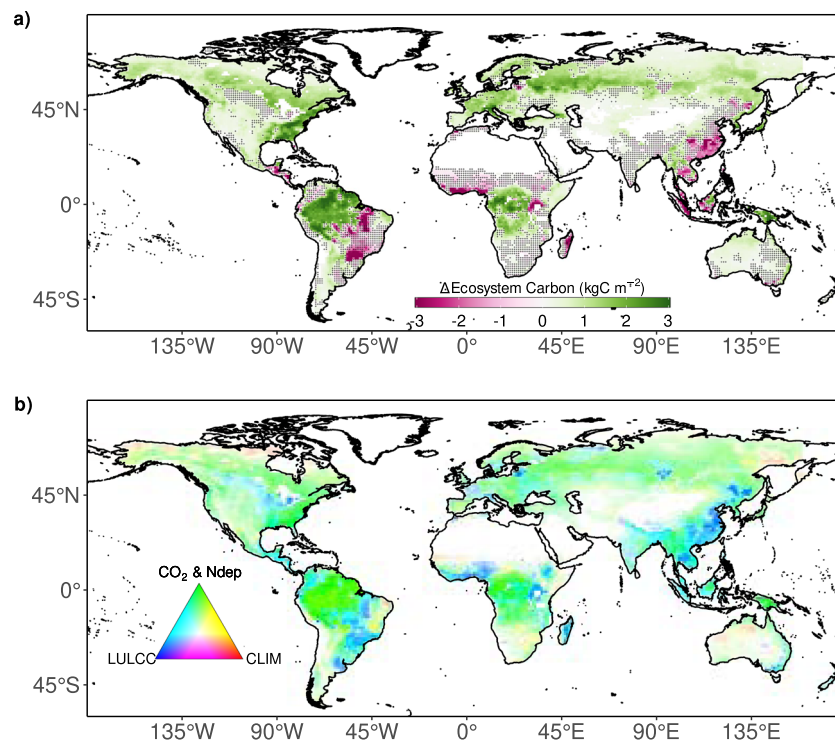 a)
45°N
0°
45°S
ΔEcosystem Carbon (kgC m⁻²)
-3 -2 -1 0 1 2 3
135°W 90°W 45°W 0° 45°E 90°E 135°E
b)
45°N
CO₂ & Ndep
0°
LULCC CLIM
45°S
135°W 90°W 45°W 0° 45°E 90°E 135°E